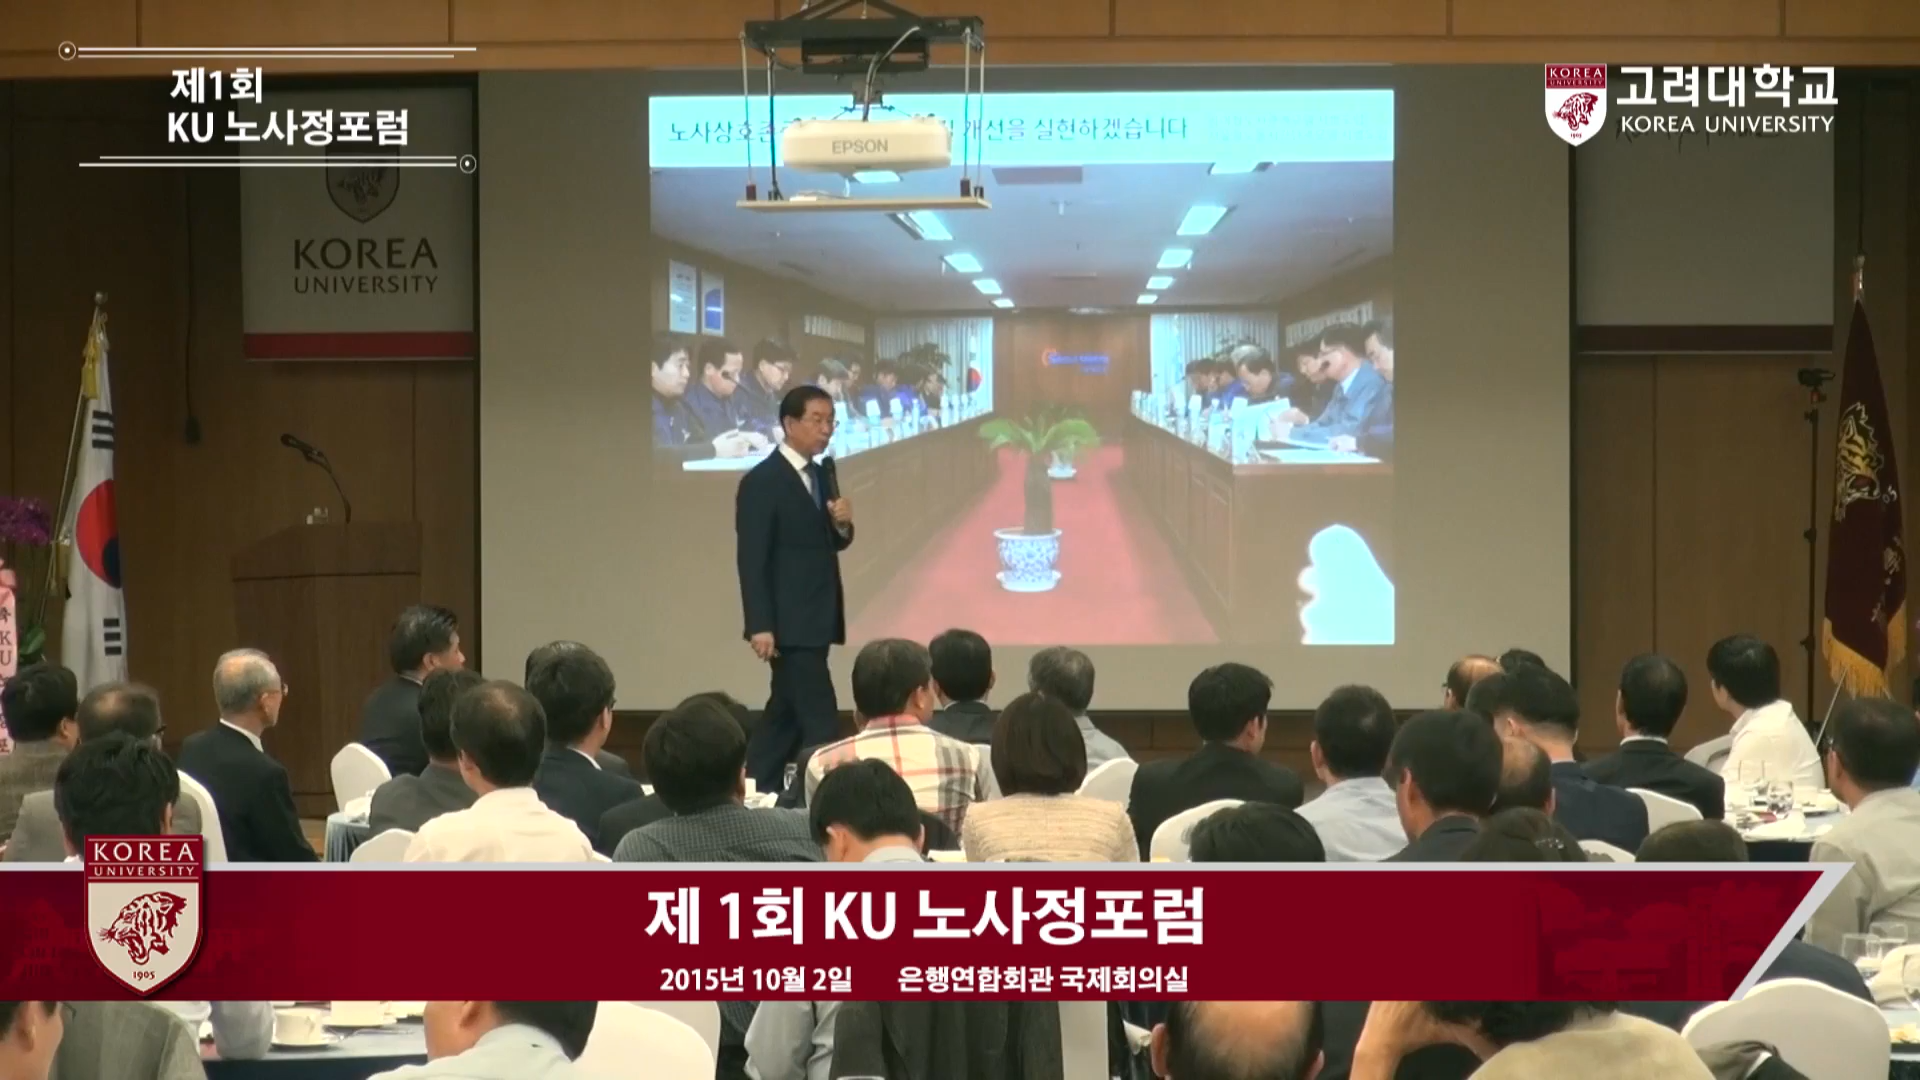 제1회
KU 노사정포럼
KOREA
UNIVERSITY
고려대학교
KOREA UNIVERSITY
노사상호존 개선을 실현하겠습니다
EPSON
KOREA
UNIVERSITY
KU
KOREA
UNIVERSITY
1905
제 1회 KU 노사정포럼
2015년 10월 2일 은행연합회관 국제회의실